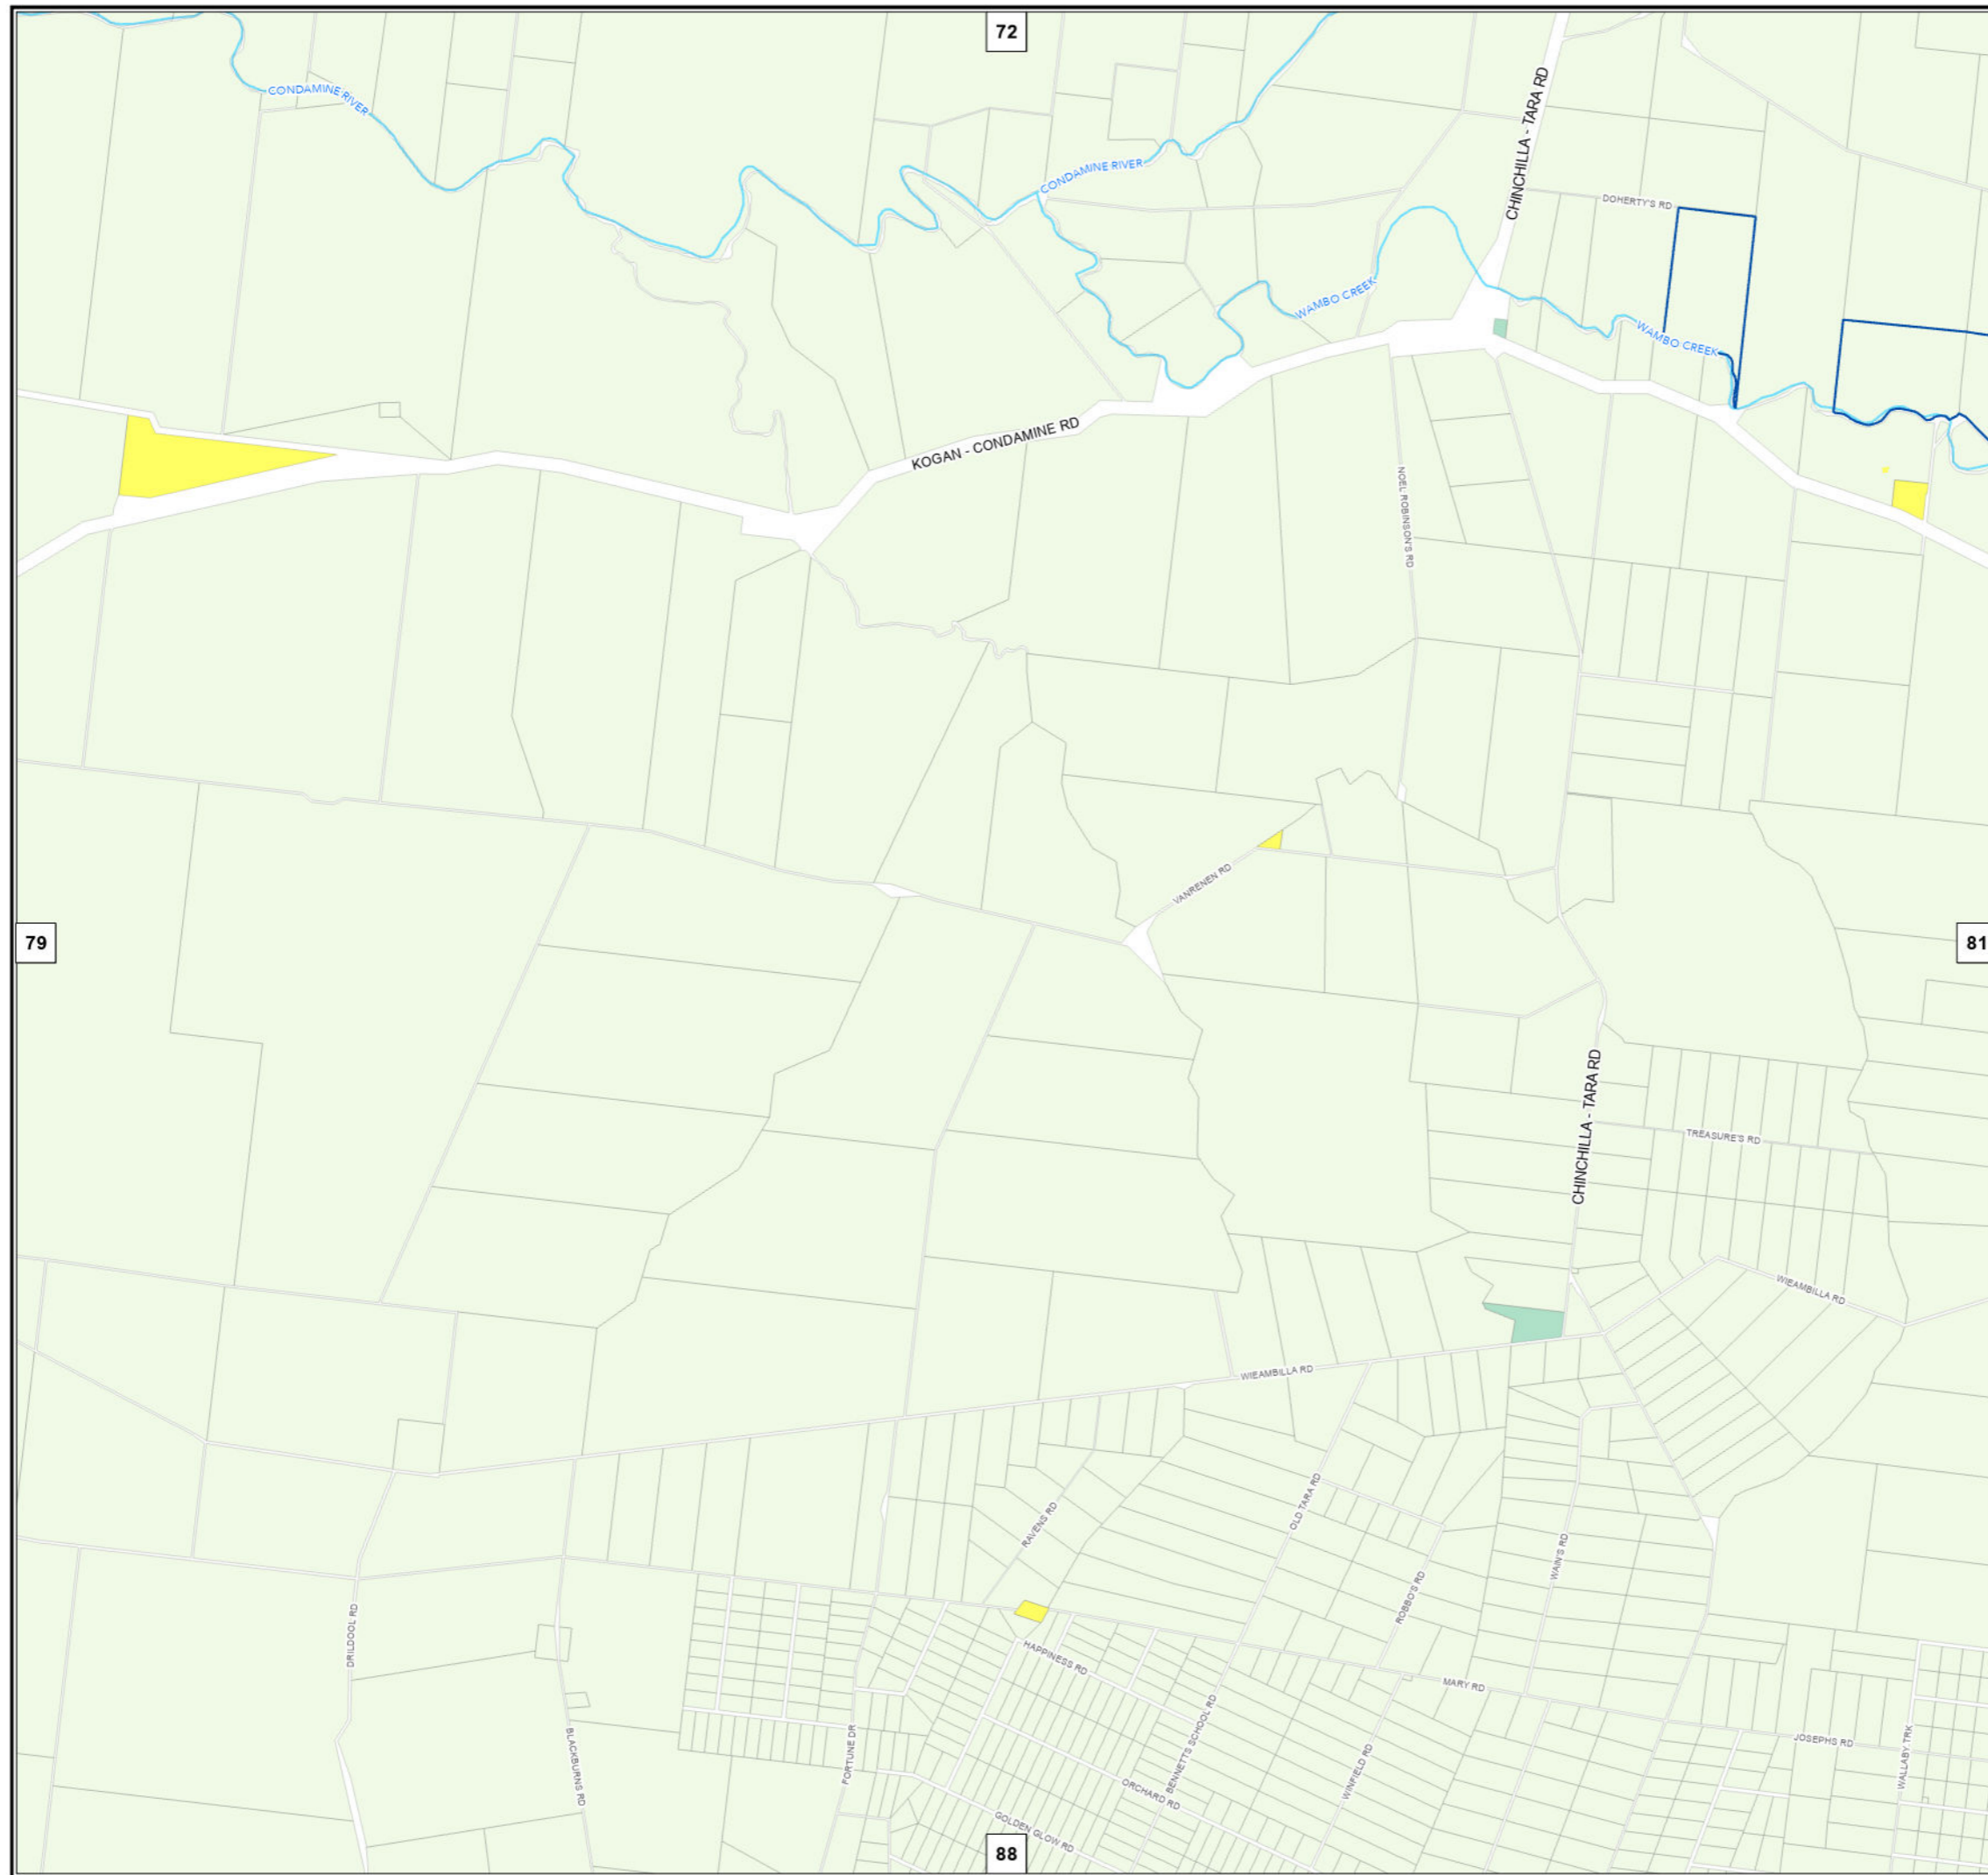 72
CONDAMINE RIVER
CHINCHILLA - TARA RD
CONDAMINE RIVER
DOHERTY'S RD
WAMBO CREEK
WAMBO CREEK
KOGAN - CONDAMINE RD
NOEL ROBINSON'S RD
VANRENEN RD
79
81
CHINCHILLA - TARA RD
TREASURE'S RD
WIEAMBILLA RD
WIEAMBILLA RD
OLD TARA RD
RAVENS RD
WAIN'S RD
ROBBO'S RD
DRILDOOL RD
HAPPINESS RD
MARY RD
BENNETTS SCHOOL RD
JOSEPHS RD
FORTUNE DR
BLACKBURNS RD
WINFIELD RD
WALLABY TRK
ORCHARD RD
GOLDEN GLOW RD
88